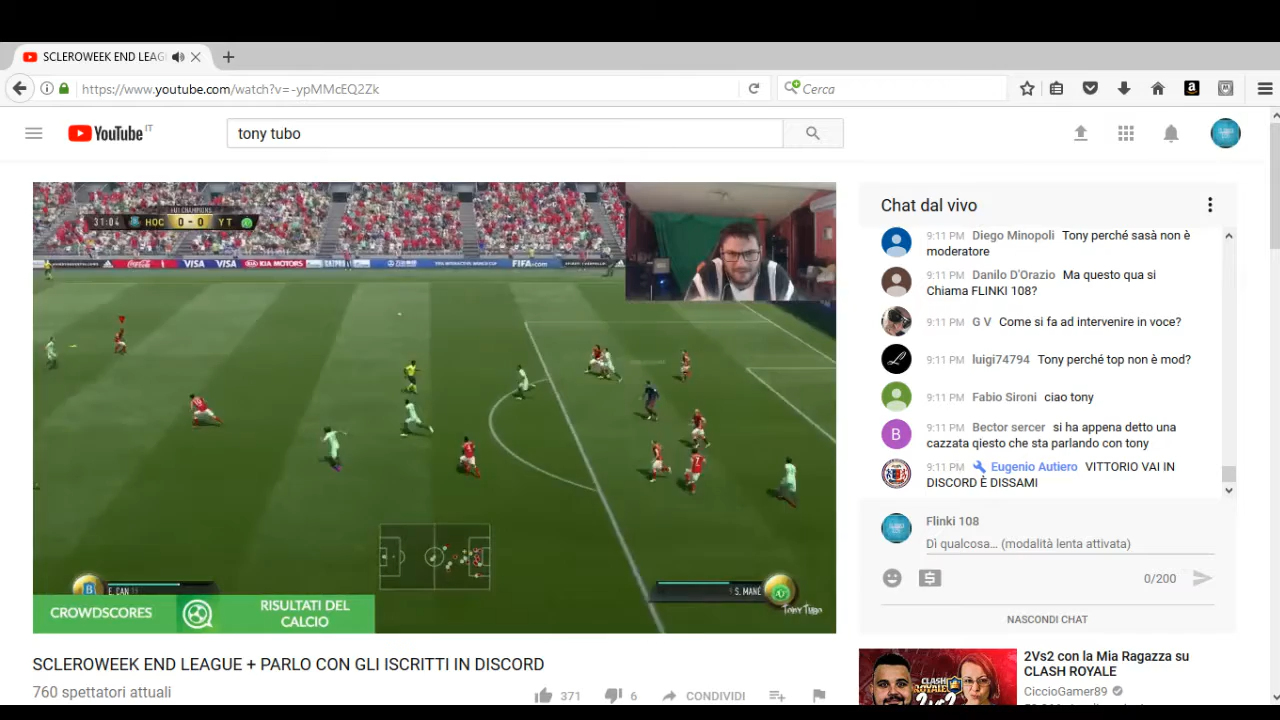 SCLEROWEEK END LEAG
https://www.youtube.com/watch?v=-ypMMcEQ2Zk
Cerca
YouTube IT
tony tubo
FUT CHAMPIONS
31:04 HOC 0-0 YT
Coca-Cola VISA VISA KIA MOTORS FIFA.com
E. CAN
S. MANÉ
Tony Tubo
CROWDSCORES
RISULTATI DEL
CALCIO
SCLEROWEEK END LEAGUE + PARLO CON GLI ISCRITTI IN DISCORD
760 spettatori attuali
371
6
CONDIVIDI
Chat dal vivo
9:11 PM Diego Minopoli Tony perché sasà non è
moderatore
9:11 PM Danilo D'Orazio Ma questo qua si
Chiama FLINKI 108?
9:11 PM G V Come si fa ad intervenire in voce?
9:11 PM luigi74794 Tony perché top non è mod?
9:11 PM Fabio Sironi ciao tony
B
9:11 PM Bector sercer si ha appena detto una
cazzata qiesto che sta parlando con tony
9:11 PM Eugenio Autiero VITTORIO VAI IN
DISCORD È DISSAMI
Flinki 108
Dì qualcosa… (modalità lenta attivata)
0/200
NASCONDI CHAT
2Vs2 con la Mia Ragazza su
CLASH ROYALE
CiccioGamer89